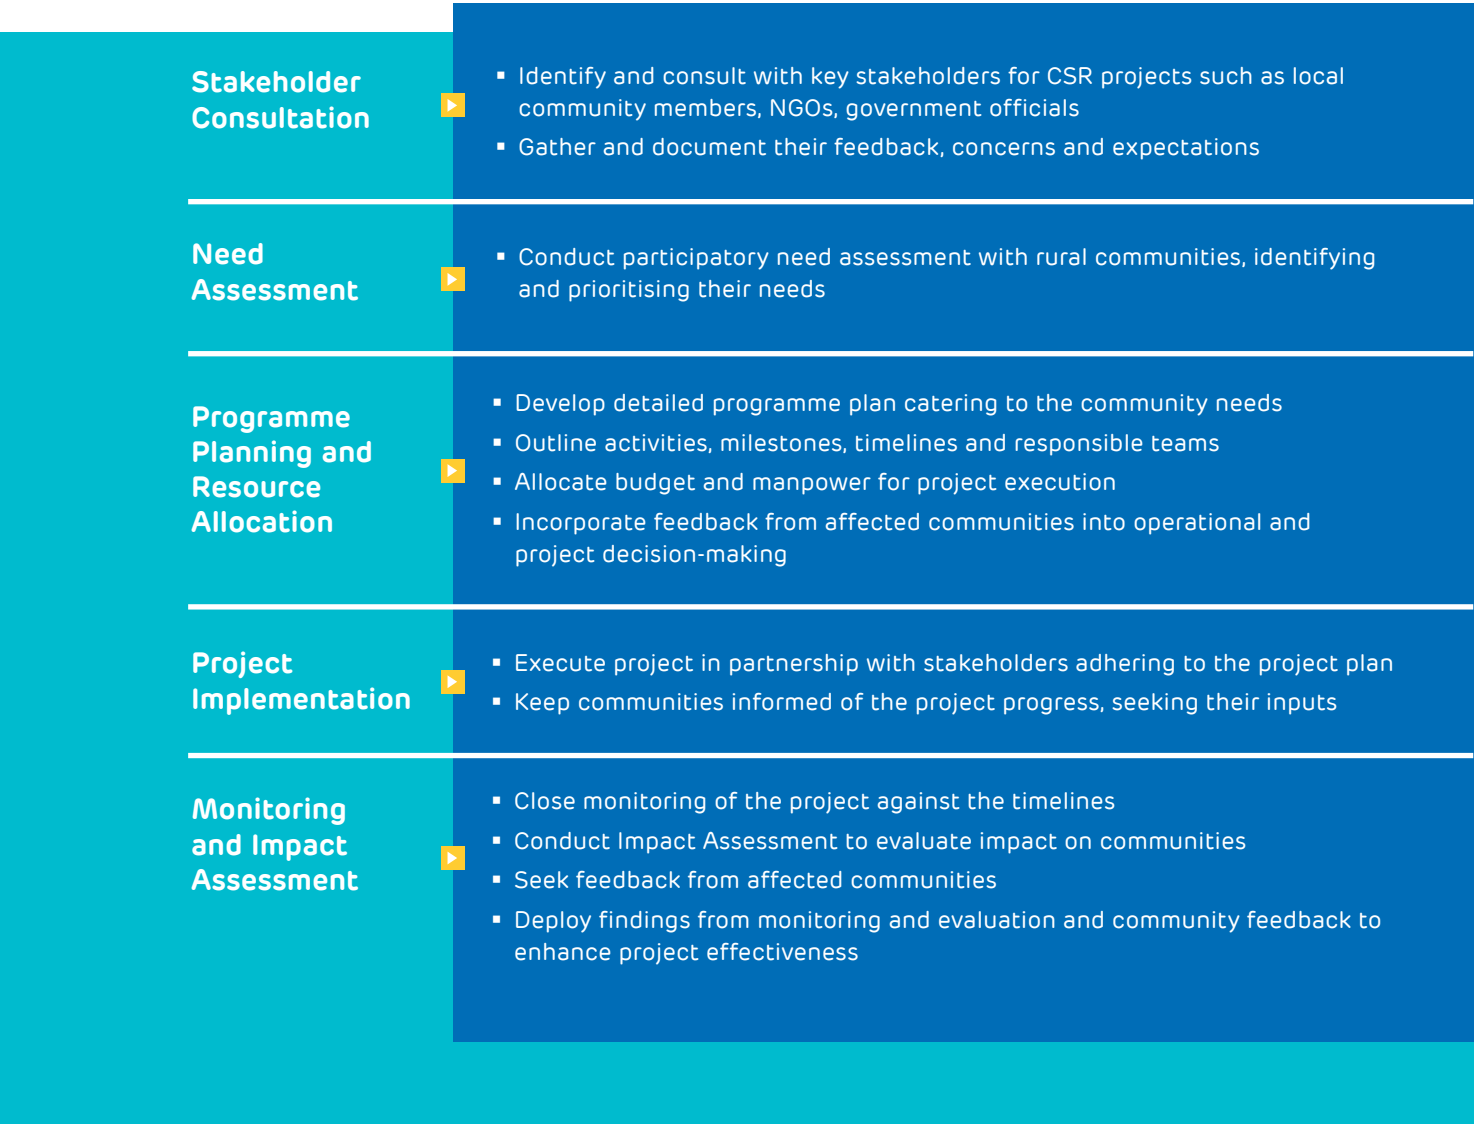 Stakeholder
Consultation
▪ Identify and consult with key stakeholders for CSR projects such as local
community members, NGOs, government officials
▪ Gather and document their feedback, concerns and expectations
Need
Assessment
▪ Conduct participatory need assessment with rural communities, identifying
and prioritising their needs
Programme
Planning and
Resource
Allocation
▪ Develop detailed programme plan catering to the community needs
▪ Outline activities, milestones, timelines and responsible teams
▪ Allocate budget and manpower for project execution
▪ Incorporate feedback from affected communities into operational and
project decision-making
Project
Implementation
▪ Execute project in partnership with stakeholders adhering to the project plan
▪ Keep communities informed of the project progress, seeking their inputs
Monitoring
and Impact
Assessment
▪ Close monitoring of the project against the timelines
▪ Conduct Impact Assessment to evaluate impact on communities
▪ Seek feedback from affected communities
▪ Deploy findings from monitoring and evaluation and community feedback to
enhance project effectiveness